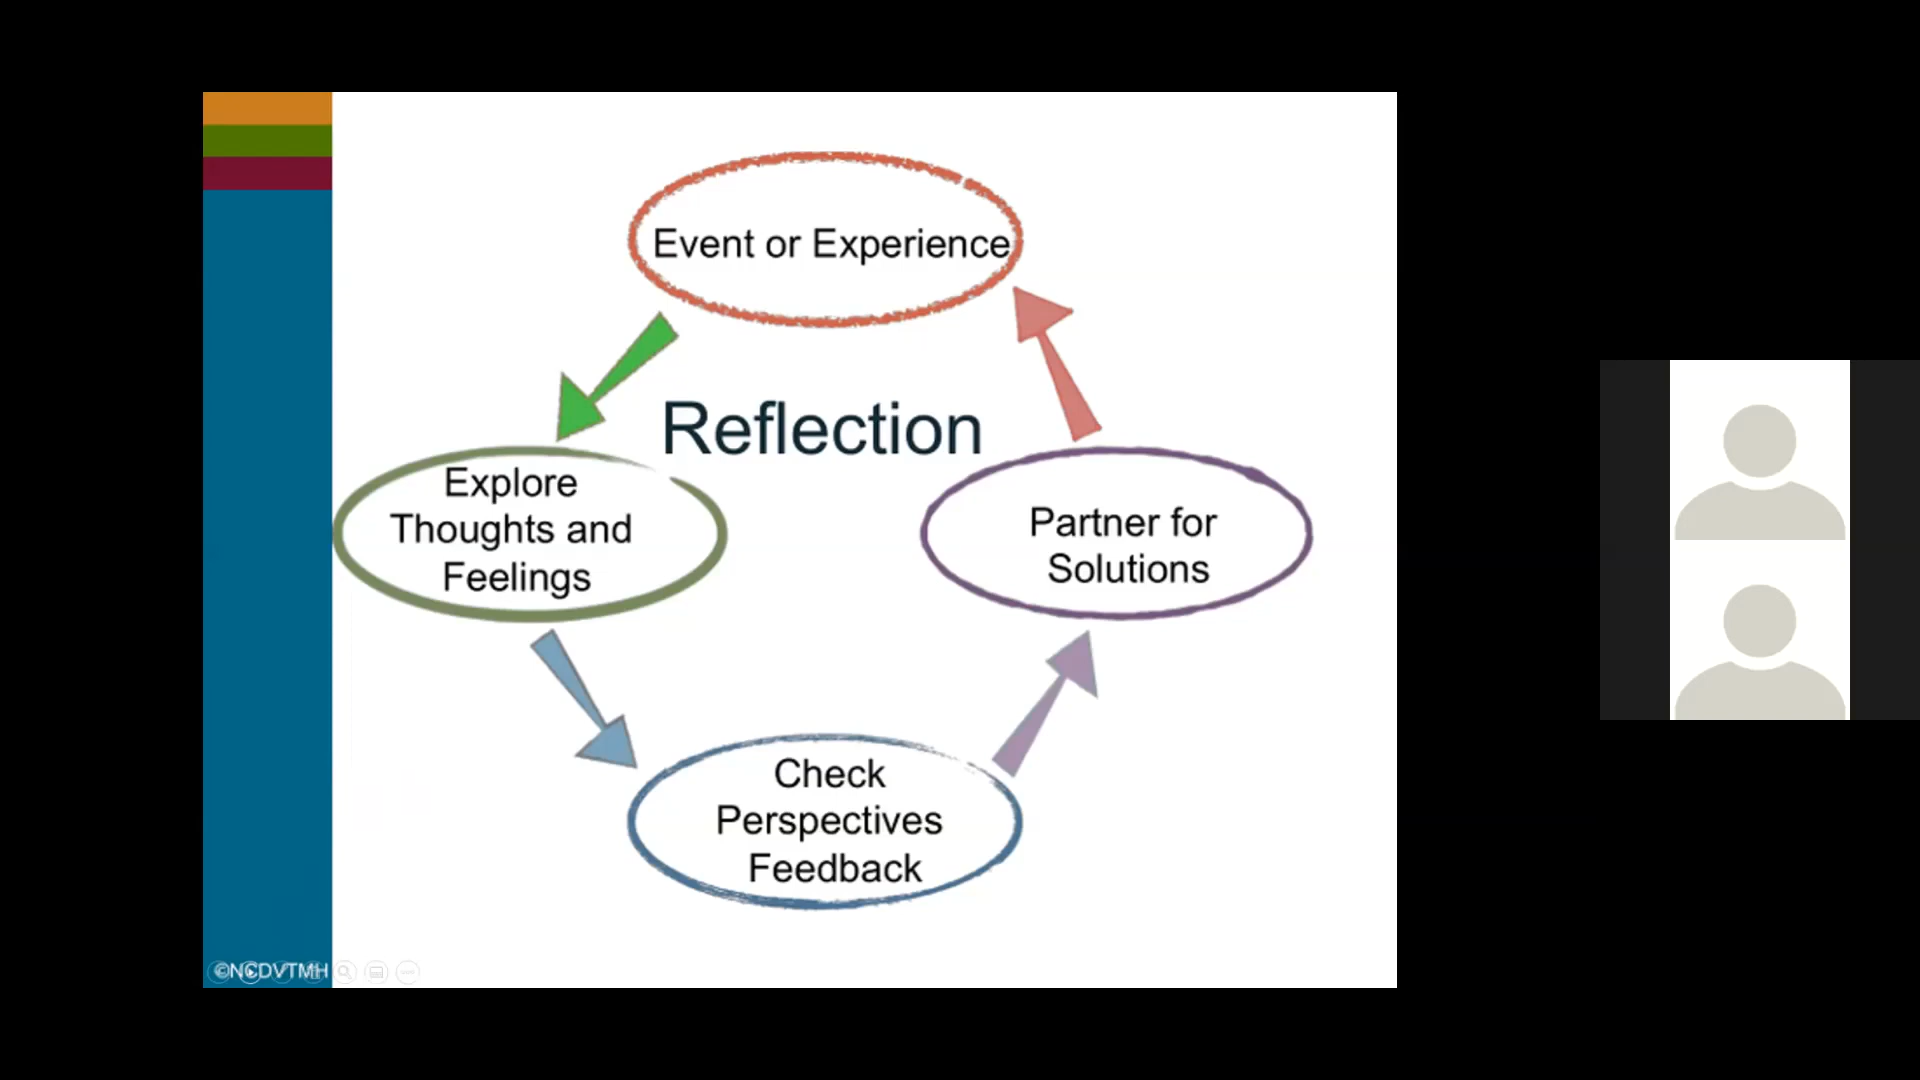 Event or Experience
Reflection
Explore
Thoughts and
Feelings
Partner for
Solutions
Check
Perspectives
Feedback
©NCDVTMH